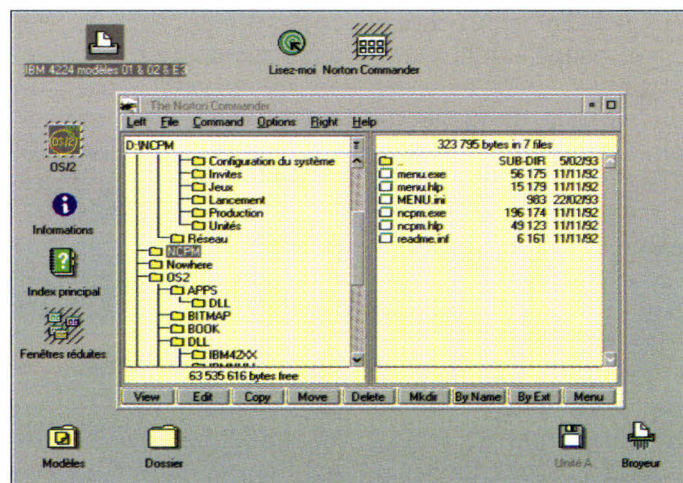 IBM 4224 modèles 01 & 02 & E3
Lisez-moi
Norton Commander
OS/2
OS/2
Informations
Index principal
Fenêtres réduites
Modèles
Dossier
Unité A
Broyeur
The Norton Commander
Left File Command Options Right Help
D:\NCPM
Configuration du système
Invites
Jeux
Lancement
Production
Unités
Réseau
NCPM
Nowhere
OS2
APPS
DLL
BITMAP
BOOK
DLL
IBM42XX
63 535 616 bytes free
323 795 bytes in 7 files
.. SUB-DIR 5/02/93
menu.exe 56 175 11/11/92
menu.hlp 15 179 11/11/92
MENU.ini 983 22/02/93
ncpm.exe 196 174 11/11/92
ncpm.hlp 49 123 11/11/92
readme.inf 6 161 11/11/92
View Edit Copy Move Delete Mkdir By Name By Ext Menu